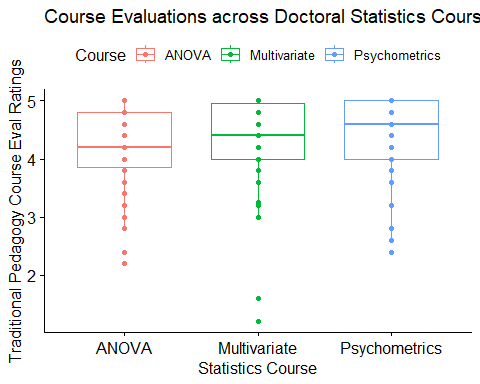 Course Evaluations across Doctoral Statistics Cours
Course ANOVA Multivariate Psychometrics
Traditional Pedagogy Course Eval Ratings
5
4
3
2
ANOVA Multivariate Psychometrics
Statistics Course